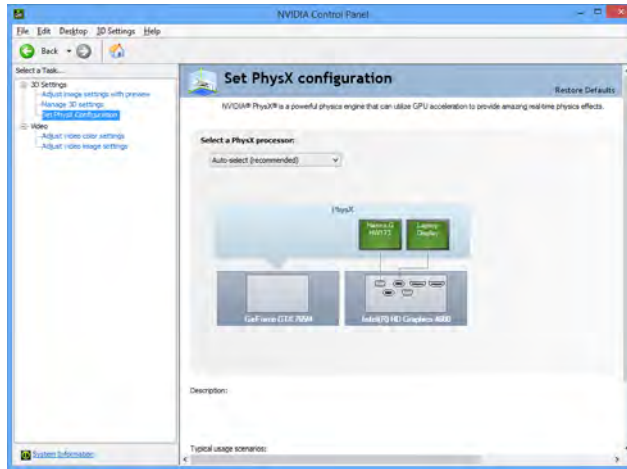 NVIDIA Control Panel
File Edit Desktop 3D Settings Help
Back
Select a Task...
3D Settings
Adjust image settings with preview
Manage 3D settings
Set PhysX Configuration
Video
Adjust video color settings
Adjust video image settings
System Information
Set PhysX configuration
Restore Defaults
NVIDIA® PhysX® is a powerful physics engine that can utilize GPU acceleration to provide amazing real-time physics effects.
Select a PhysX processor:
Auto-select (recommended)
PhysX
Laptop
Display
GeForce GTX
Intel(R) HD Graphics 4600
Description:
Typical usage scenarios: